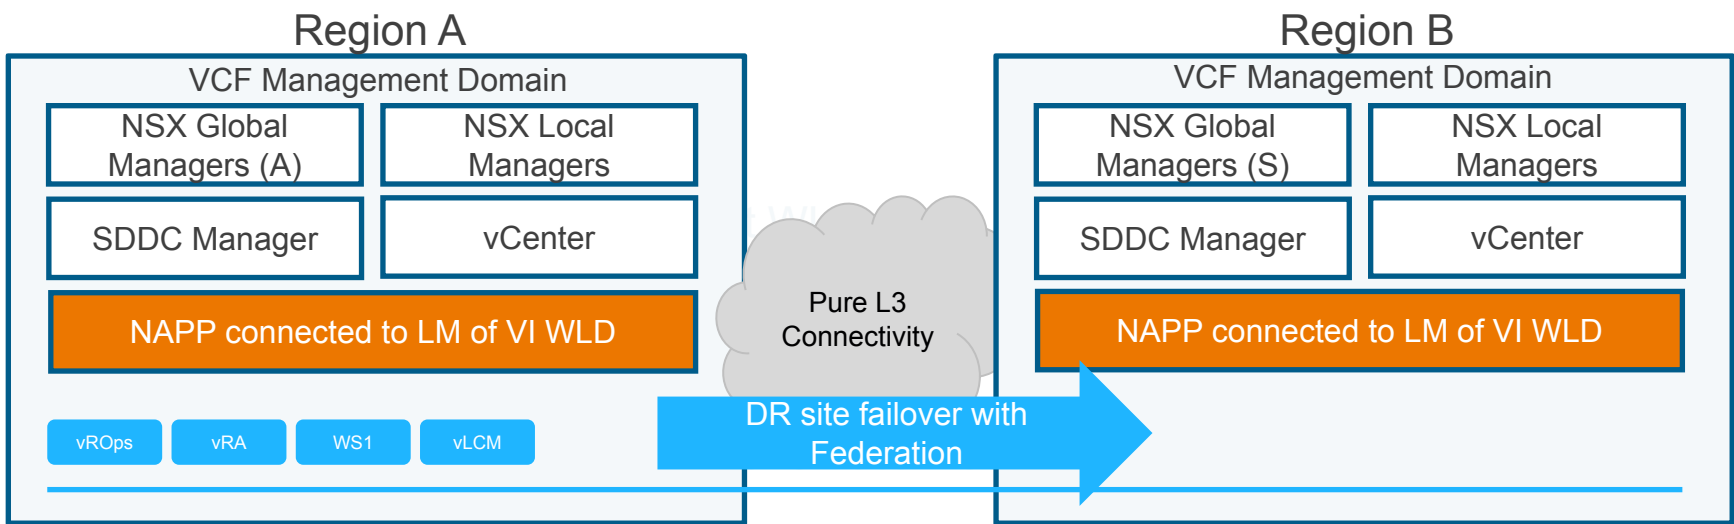 Region A
VCF Management Domain
NSX Global
Managers (A)
NSX Local
Managers
SDDC Manager
vCenter
NAPP connected to LM of VI WLD
vROps
vRA
WS1
vLCM
Pure L3
Connectivity
DR site failover with
Federation
Region B
VCF Management Domain
NSX Global
Managers (S)
NSX Local
Managers
SDDC Manager
vCenter
NAPP connected to LM of VI WLD